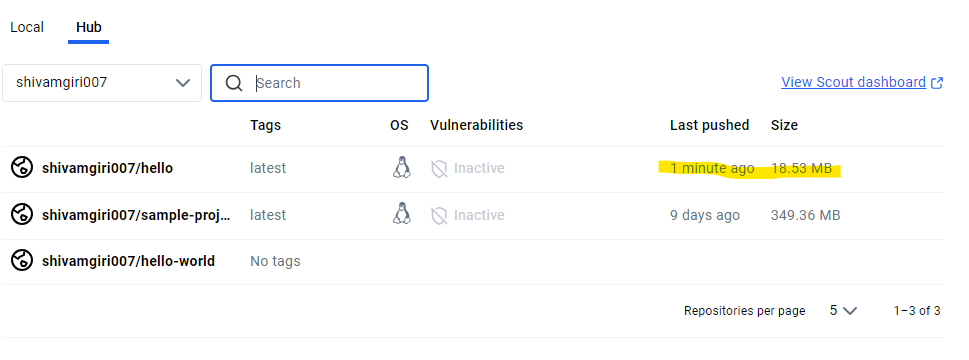 Local Hub
shivamgiri007 Search View Scout dashboard
Tags OS Vulnerabilities Last pushed Size
shivamgiri007/hello latest Inactive 1 minute ago 18.53 MB
shivamgiri007/sample-proj... latest Inactive 9 days ago 349.36 MB
shivamgiri007/hello-world No tags
Repositories per page 5 1–3 of 3